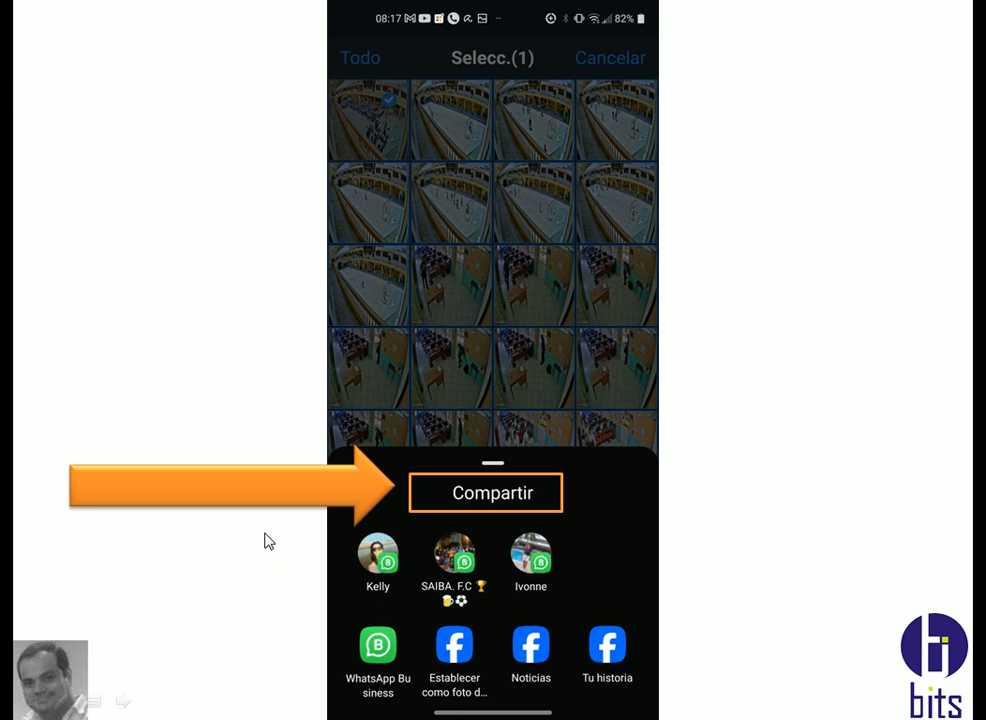 08:17
82%
Todo
Selecc.(1)
Cancelar
Compartir
Kelly
SAIBA. F.C 🏆
🍺⚽
Ivonne
WhatsApp Bu
siness
Establecer
como foto d...
Noticias
Tu historia
bits